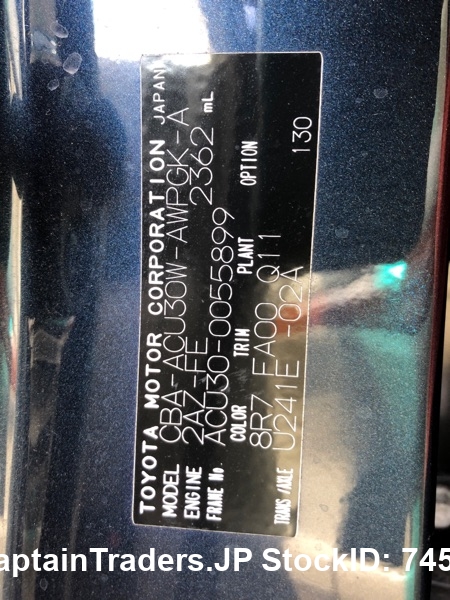 TOYOTA MOTOR CORPORATION JAPAN
MODEL CBA-ACU30W-AWPGK-A
ENGINE 2AZ-FE 2362 mL
FRAME No. ACU30-0055899
COLOR TRIM PLANT OPTION
8R7 FA00 Q11
TRANS/AXLE U241E -02A 130
aptainTraders.JP StockID: 745